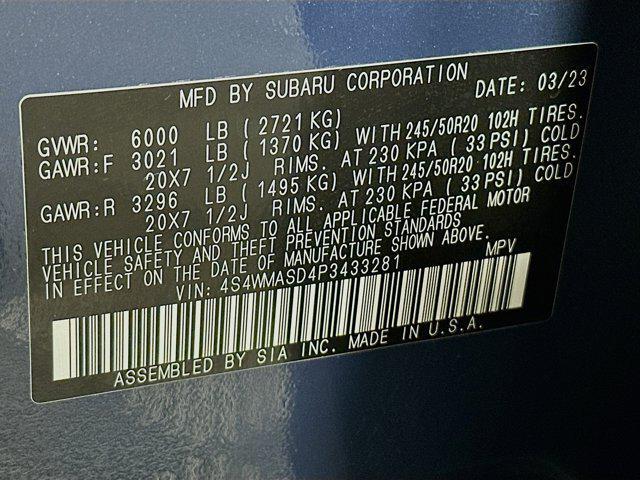 MFD BY SUBARU CORPORATION DATE: 03/23
GVWR: 6000 LB ( 2721 KG)
GAWR:F 3021 LB ( 1370 KG) WITH 245/50R20 102H TIRES.
20X7 1/2J RIMS. AT 230 KPA ( 33 PSI) COLD
GAWR:R 3296 LB ( 1495 KG) WITH 245/50R20 102H TIRES.
20X7 1/2J RIMS. AT 230 KPA ( 33 PSI) COLD
THIS VEHICLE CONFORMS TO ALL APPLICABLE FEDERAL MOTOR
VEHICLE SAFETY AND THEFT PREVENTION STANDARDS
IN EFFECT ON THE DATE OF MANUFACTURE SHOWN ABOVE.
VIN: 4S4WMASD4P3433281 MPV
ASSEMBLED BY SIA INC. MADE IN U.S.A.